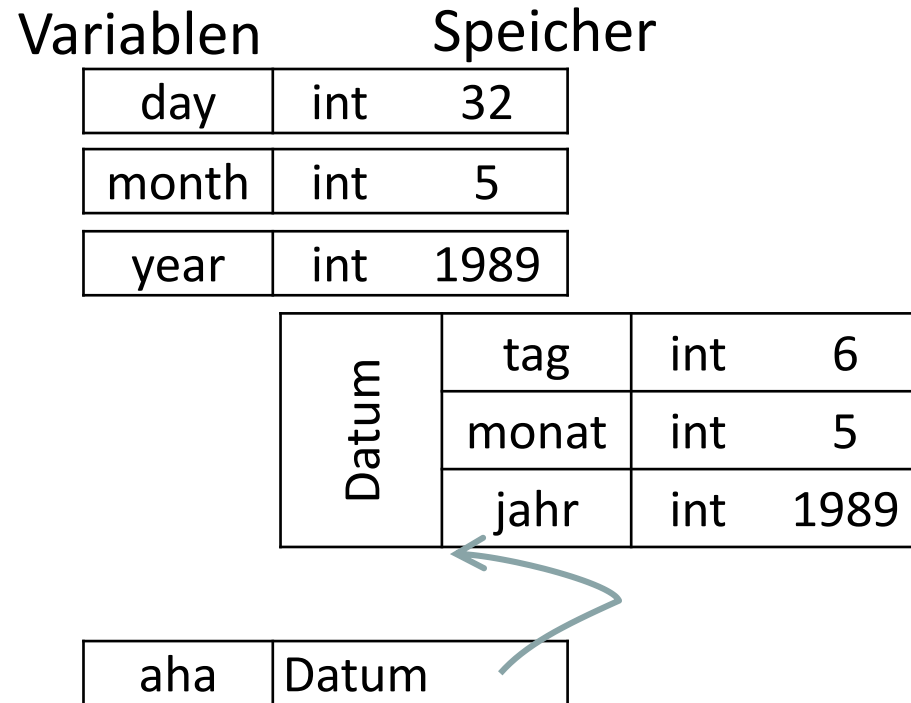 Variablen Speicher
day int 32
month int 5
year int 1989
Datum
tag int 6
monat int 5
jahr int 1989
aha Datum